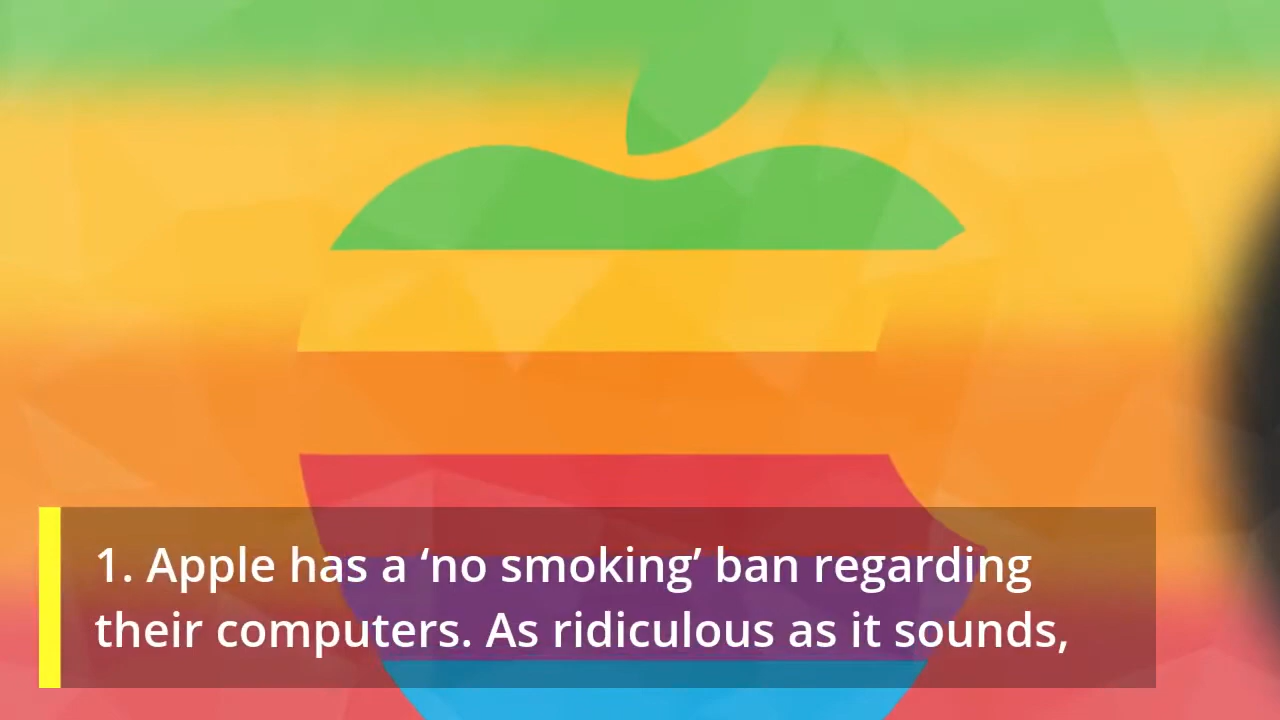 1. Apple has a ‘no smoking’ ban regarding
their computers. As ridiculous as it sounds,